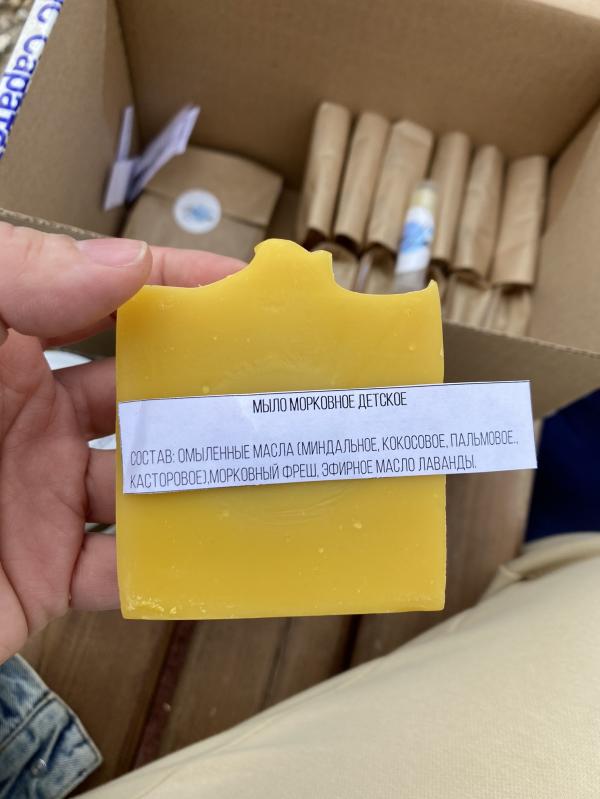 МЫЛО МОРКОВНОЕ ДЕТСКОЕ
СОСТАВ: ОМЫЛЕННЫЕ МАСЛА (МИНДАЛЬНОЕ, КОКОСОВОЕ, ПАЛЬМОВОЕ.,
КАСТОРОВОЕ),МОРКОВНЫЙ ФРЕШ, ЭФИРНОЕ МАСЛО ЛАВАНДЫ.